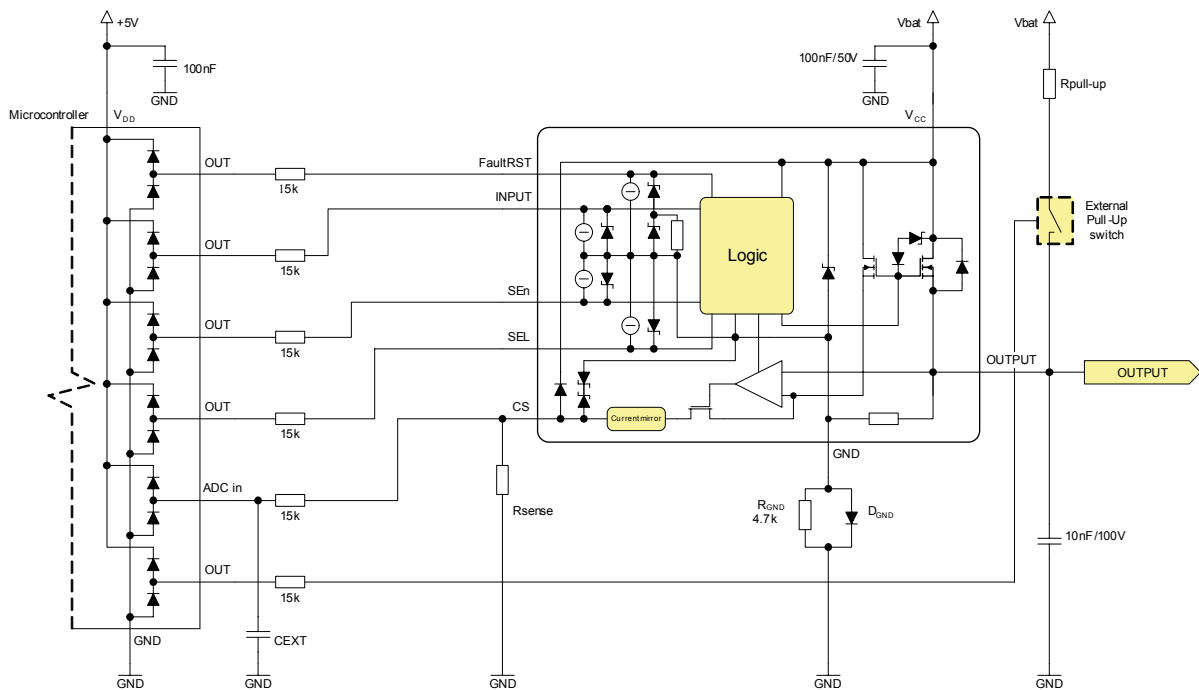 +5V
Vbat
Vbat
100nF
100nF/50V
GND
GND
Rpull-up
Microcontroller
VDD
VCC
OUT
15k
FaultRST
INPUT
OUT
15k
Logic
External
Pull-Up
switch
SEn
OUT
15k
SEL
OUTPUT
OUTPUT
OUT
15k
CS
Current mirror
GND
ADC in
15k
Rsense
RGND
4.7k
DGND
10nF/100V
OUT
15k
GND
CEXT
GND
GND
GND
GND
GND